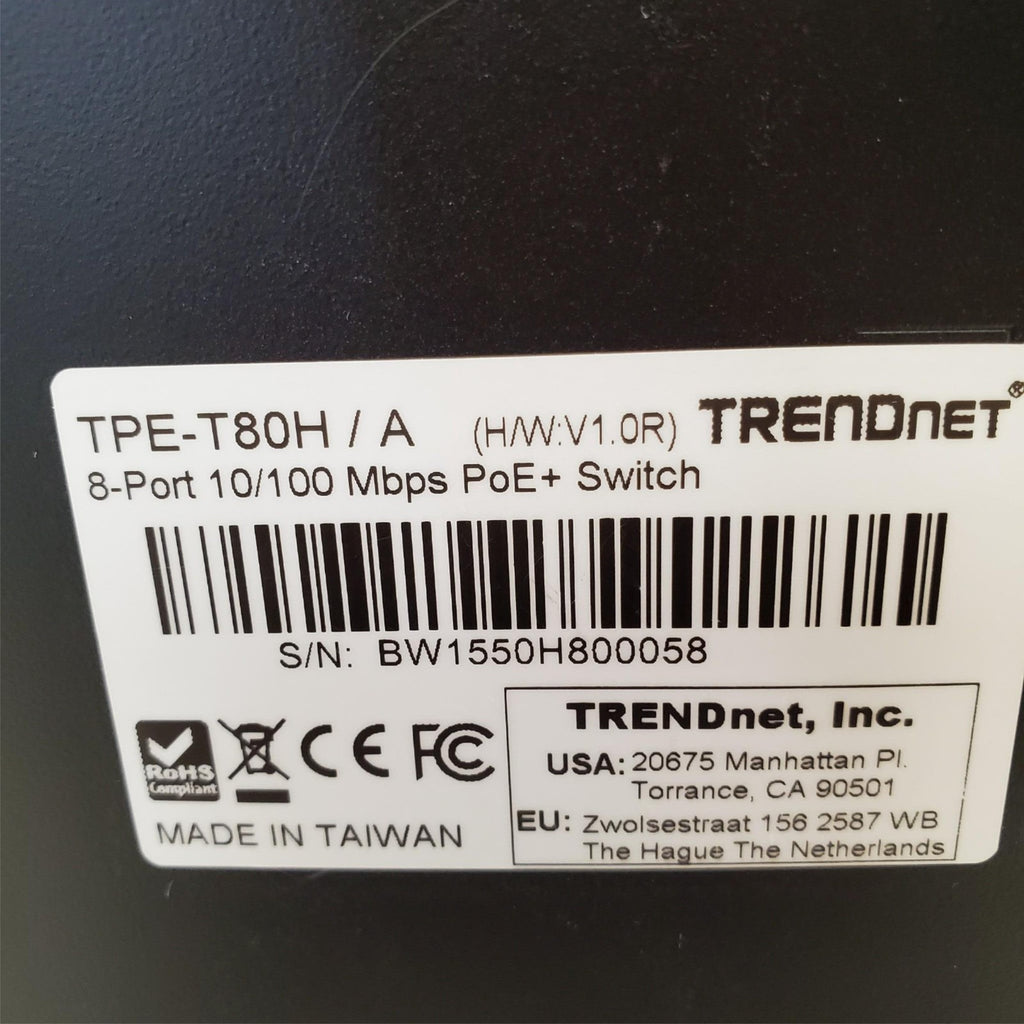 TPE-T80H / A (H/W:V1.0R) TRENDNET®
8-Port 10/100 Mbps PoE+ Switch
S/N: BW1550H800058
RoHS
Compliant
CE FC
MADE IN TAIWAN
TRENDnet, Inc.
USA: 20675 Manhattan Pl.
Torrance, CA 90501
EU: Zwolsestraat 156 2587 WB
The Hague The Netherlands